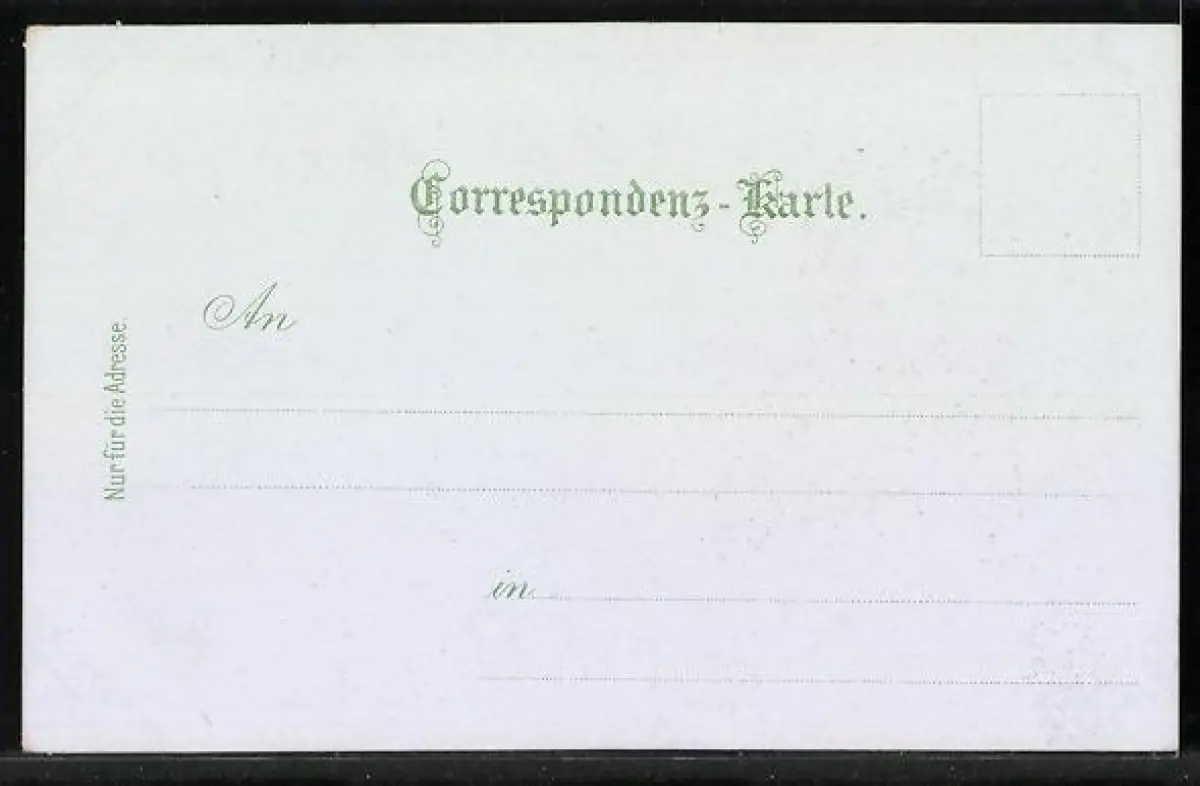 Correspondenz-Karte.
An
Nur für die Adresse.
in